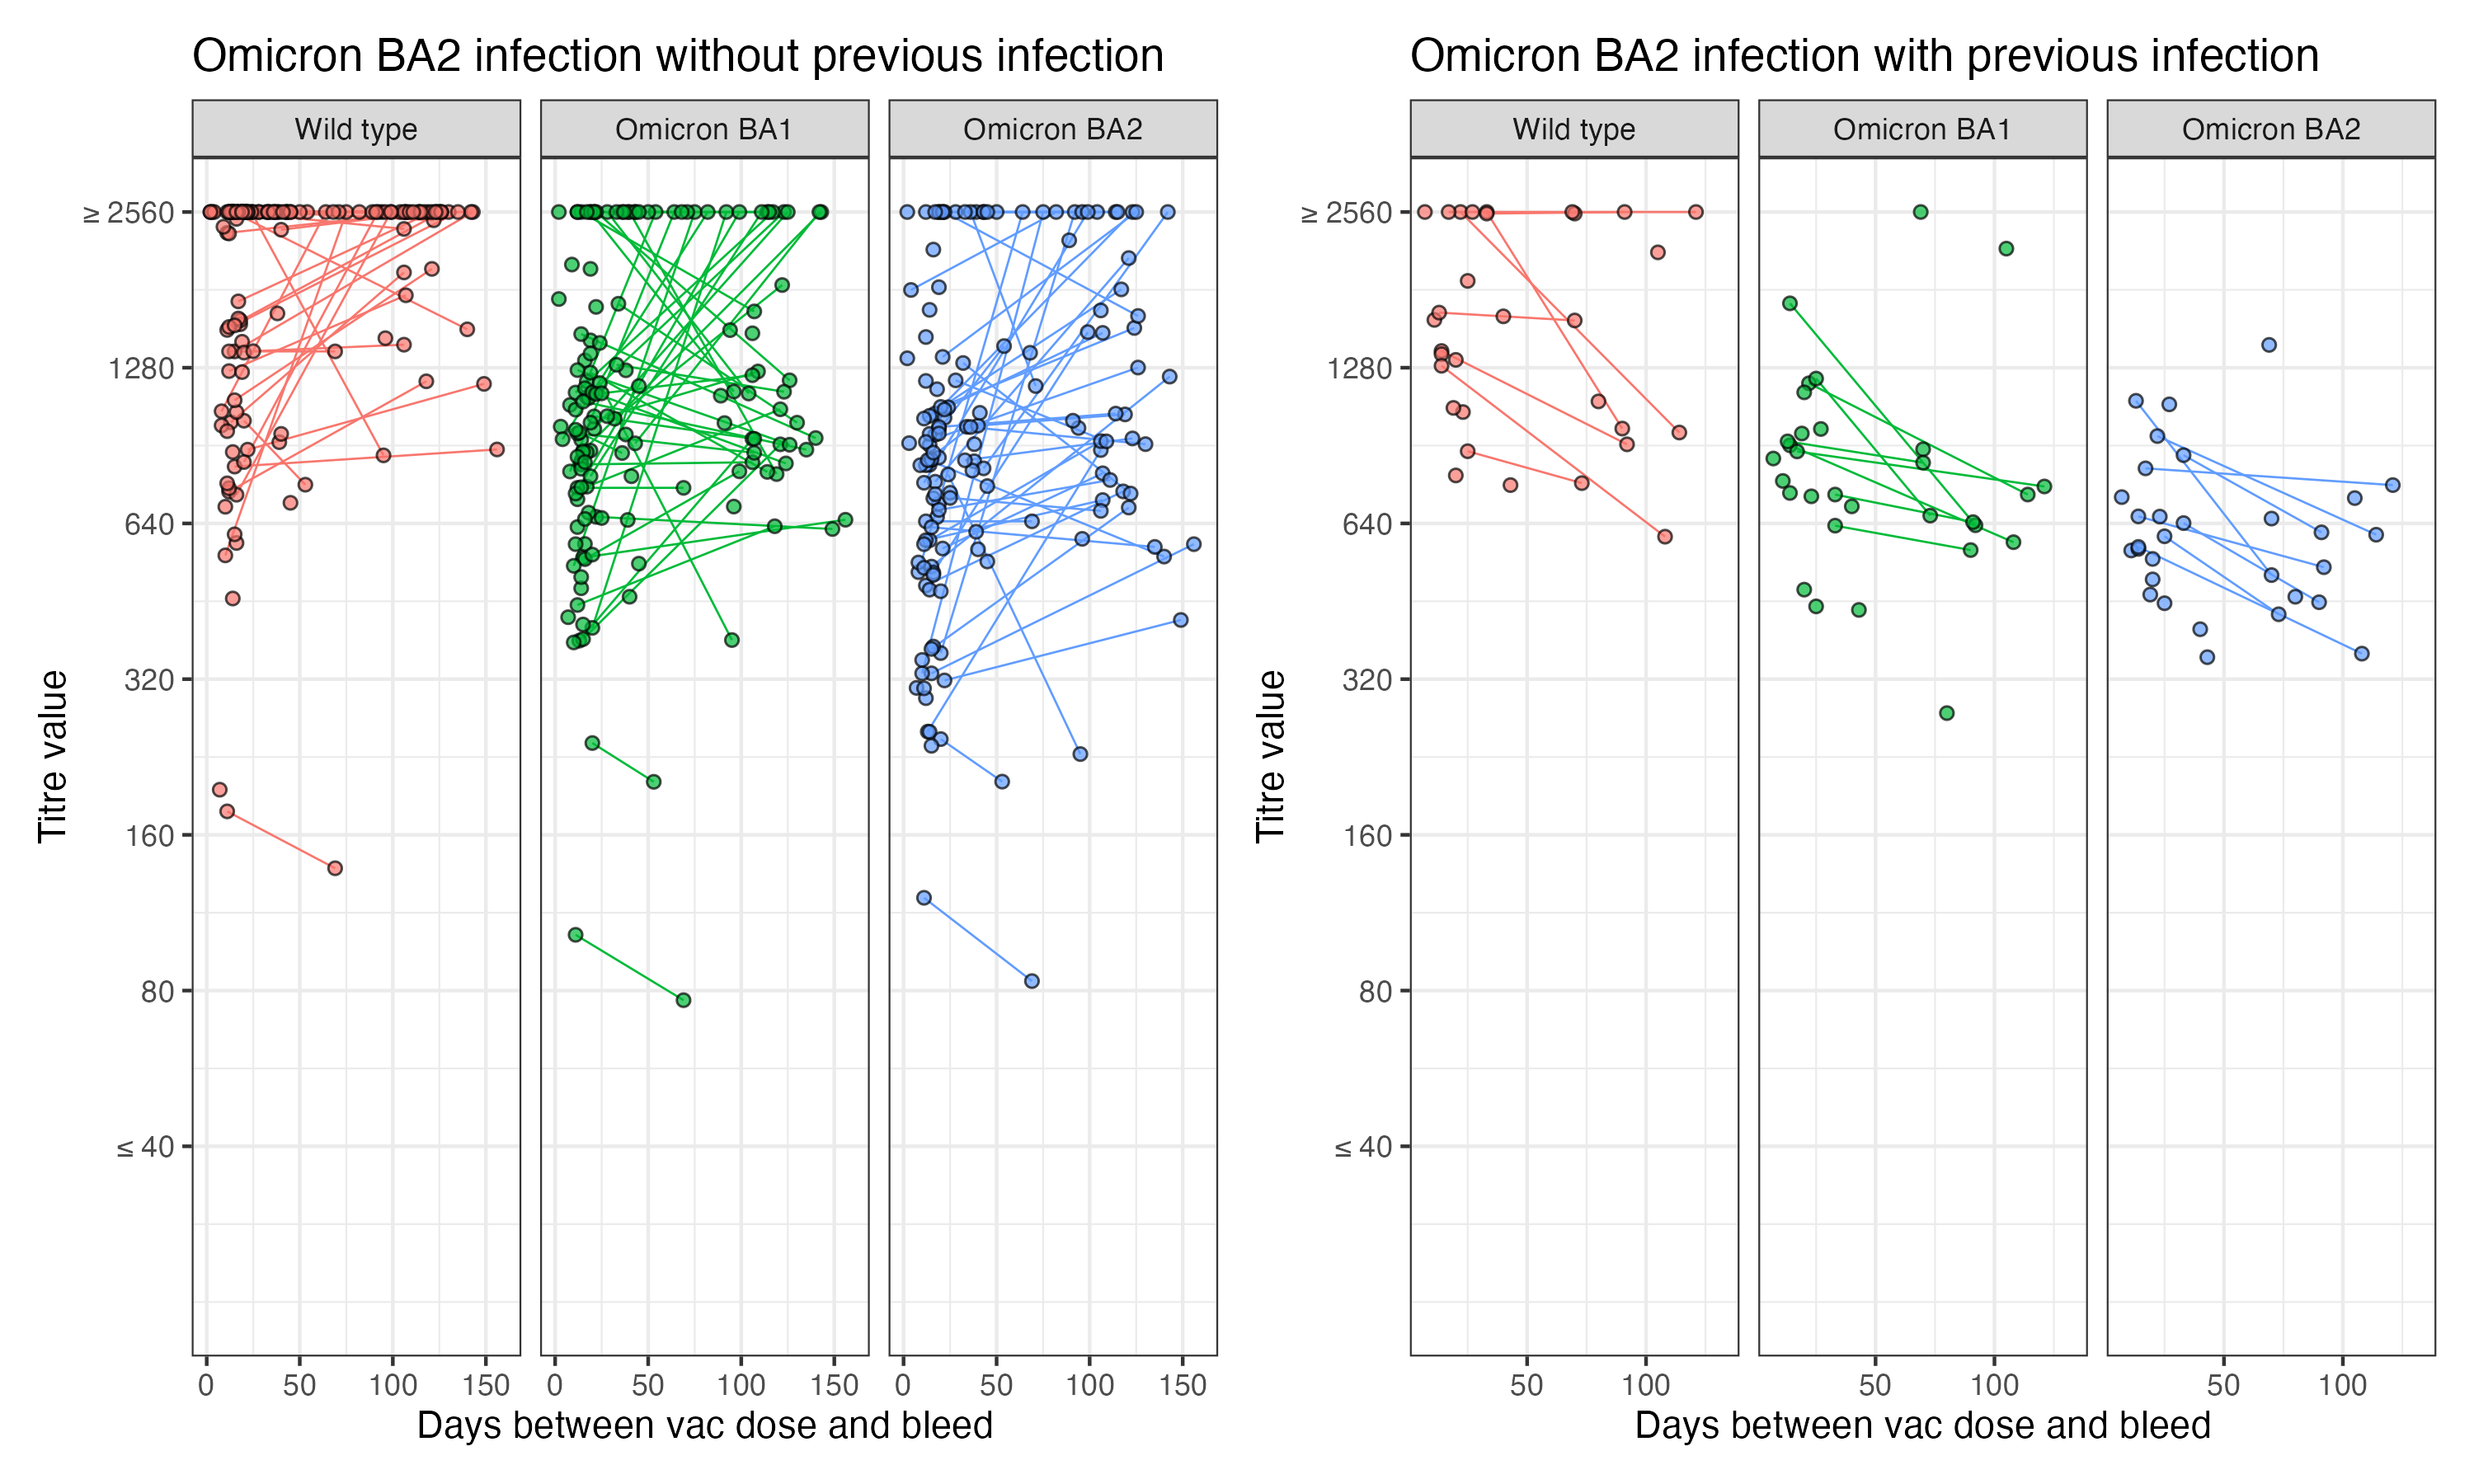 Omicron BA2 infection without previous infection
Omicron BA2 infection with previous infection
Wild type
Omicron BA1
Omicron BA2
Wild type
Omicron BA1
Omicron BA2
Titre value
≥ 2560
1280
640
320
160
80
≤ 40
Titre value
≥ 2560
1280
640
320
160
80
≤ 40
0 50 100 150
0 50 100 150
0 50 100 150
50 100
50 100
50 100
Days between vac dose and bleed
Days between vac dose and bleed